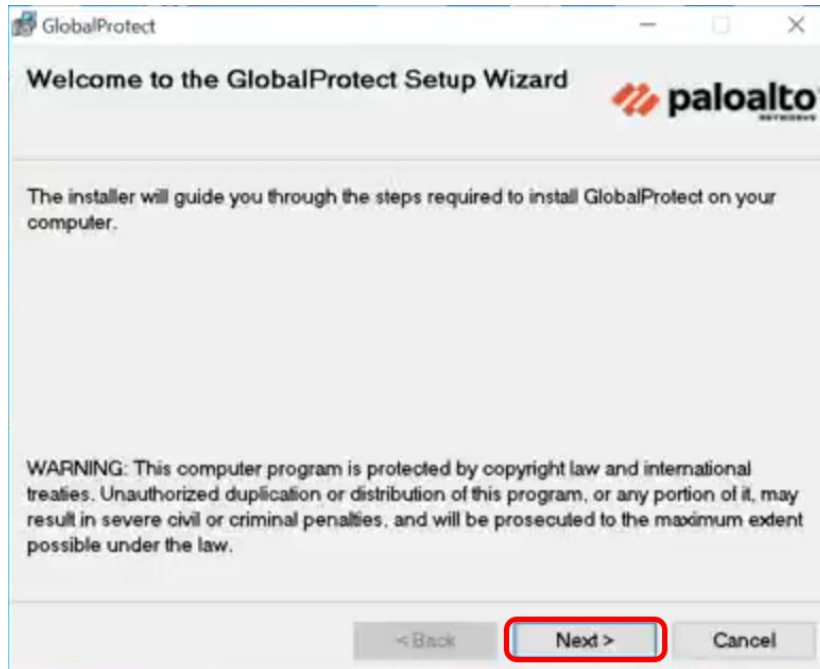 GlobalProtect
Welcome to the GlobalProtect Setup Wizard
paloalto
NETWORKS
The installer will guide you through the steps required to install GlobalProtect on your
computer.
WARNING: This computer program is protected by copyright law and international
treaties. Unauthorized duplication or distribution of this program, or any portion of it, may
result in severe civil or criminal penalties, and will be prosecuted to the maximum extent
possible under the law.
< Back Next > Cancel